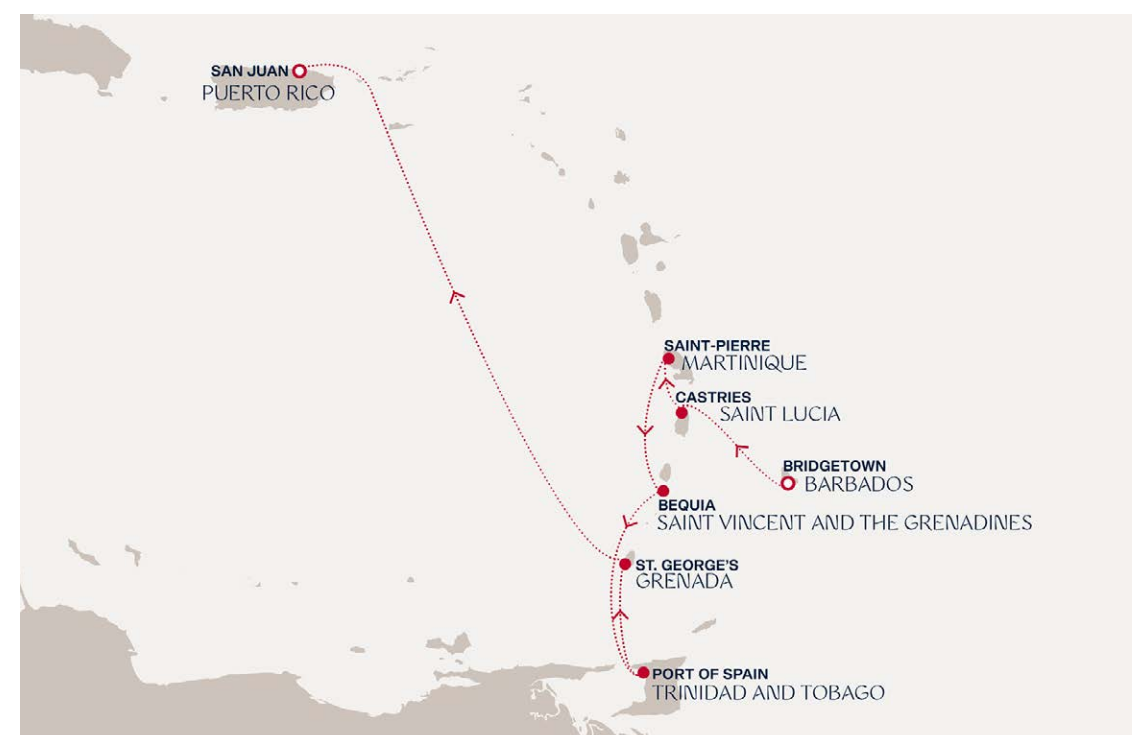 SAN JUAN
PUERTO RICO
SAINT-PIERRE
MARTINIQUE
CASTRIES
SAINT LUCIA
BRIDGETOWN
BARBADOS
BEQUIA
SAINT VINCENT AND THE GRENADINES
ST. GEORGE'S
GRENADA
PORT OF SPAIN
TRINIDAD AND TOBAGO